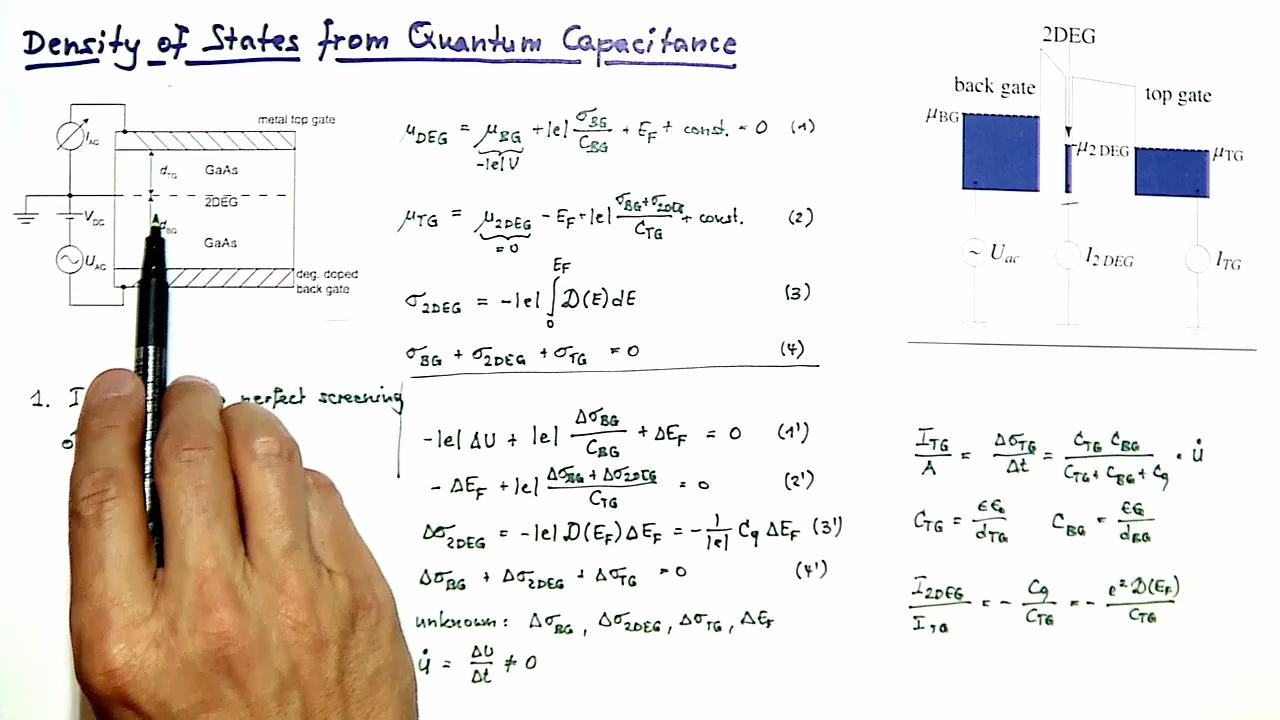 Density of States from Quantum Capacitance
metal top gate
I_AC
d_TG
GaAs
2DEG
V_DC
d_BG
GaAs
U_AC
deg. doped
back gate
1. I
perfect screening
μ_DEG = μ_BG + |e| σ_BG/C_BG + E_F + const. = 0 (1)
-|e|V
μ_TG = μ_2DEG - E_F + |e| (σ_BG + σ_2DEG)/C_TG + const. (2)
= 0
σ_2DEG = -|e| ∫_0^{E_F} D(E)dE (3)
σ_BG + σ_2DEG + σ_TG = 0 (4)
-|e| ΔU + |e| Δσ_BG/C_BG + ΔE_F = 0 (1')
- ΔE_F + |e| (Δσ_BG + Δσ_2DEG)/C_TG = 0 (2')
Δσ_2DEG = -|e| D(E_F) ΔE_F = - 1/|e| C_q ΔE_F (3')
Δσ_BG + Δσ_2DEG + Δσ_TG = 0 (4')
unknown: Δσ_BG, Δσ_2DEG, Δσ_TG, ΔE_F
U̇ = ΔU/Δt ≠ 0
2DEG
back gate
top gate
μ_BG
μ_2DEG
μ_TG
~ U_ac
I_2DEG
I_TG
I_TG/A = Δσ_TG/Δt = C_TG C_BG/(C_TG + C_BG + C_q) · U̇
C_TG = εε_0/d_TG C_BG = εε_0/d_BG
I_2DEG/I_TG = - C_q/C_TG = - e² D(E_F)/C_TG